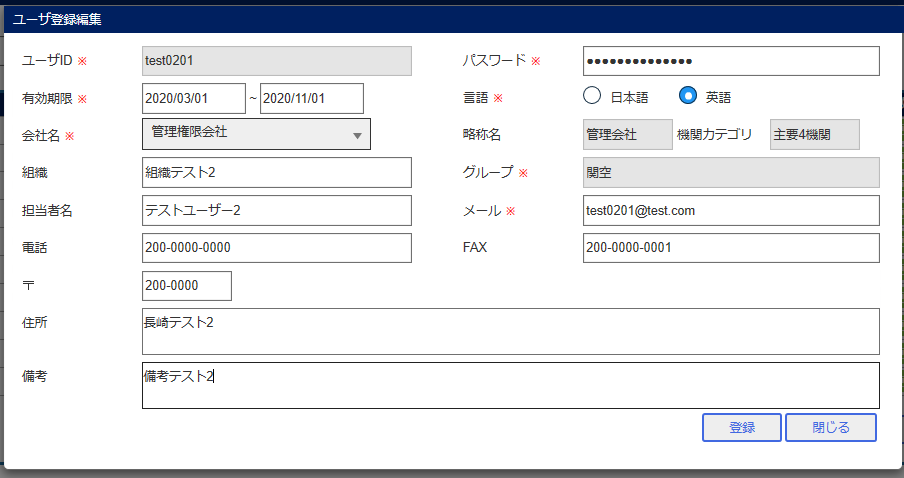 ユーザ登録編集
ユーザID ※ test0201 パスワード ※ ●●●●●●●●●●●●●●
有効期限 ※ 2020/03/01 ~ 2020/11/01 言語 ※ 日本語 英語
会社名 ※ 管理権限会社 略称名 管理会社 機関カテゴリ 主要4機関
組織 組織テスト2 グループ ※ 関空
担当者名 テストユーザー2 メール ※ test0201@test.com
電話 200-0000-0000 FAX 200-0000-0001
〒 200-0000
住所 長崎テスト2
備考 備考テスト2
登録 閉じる